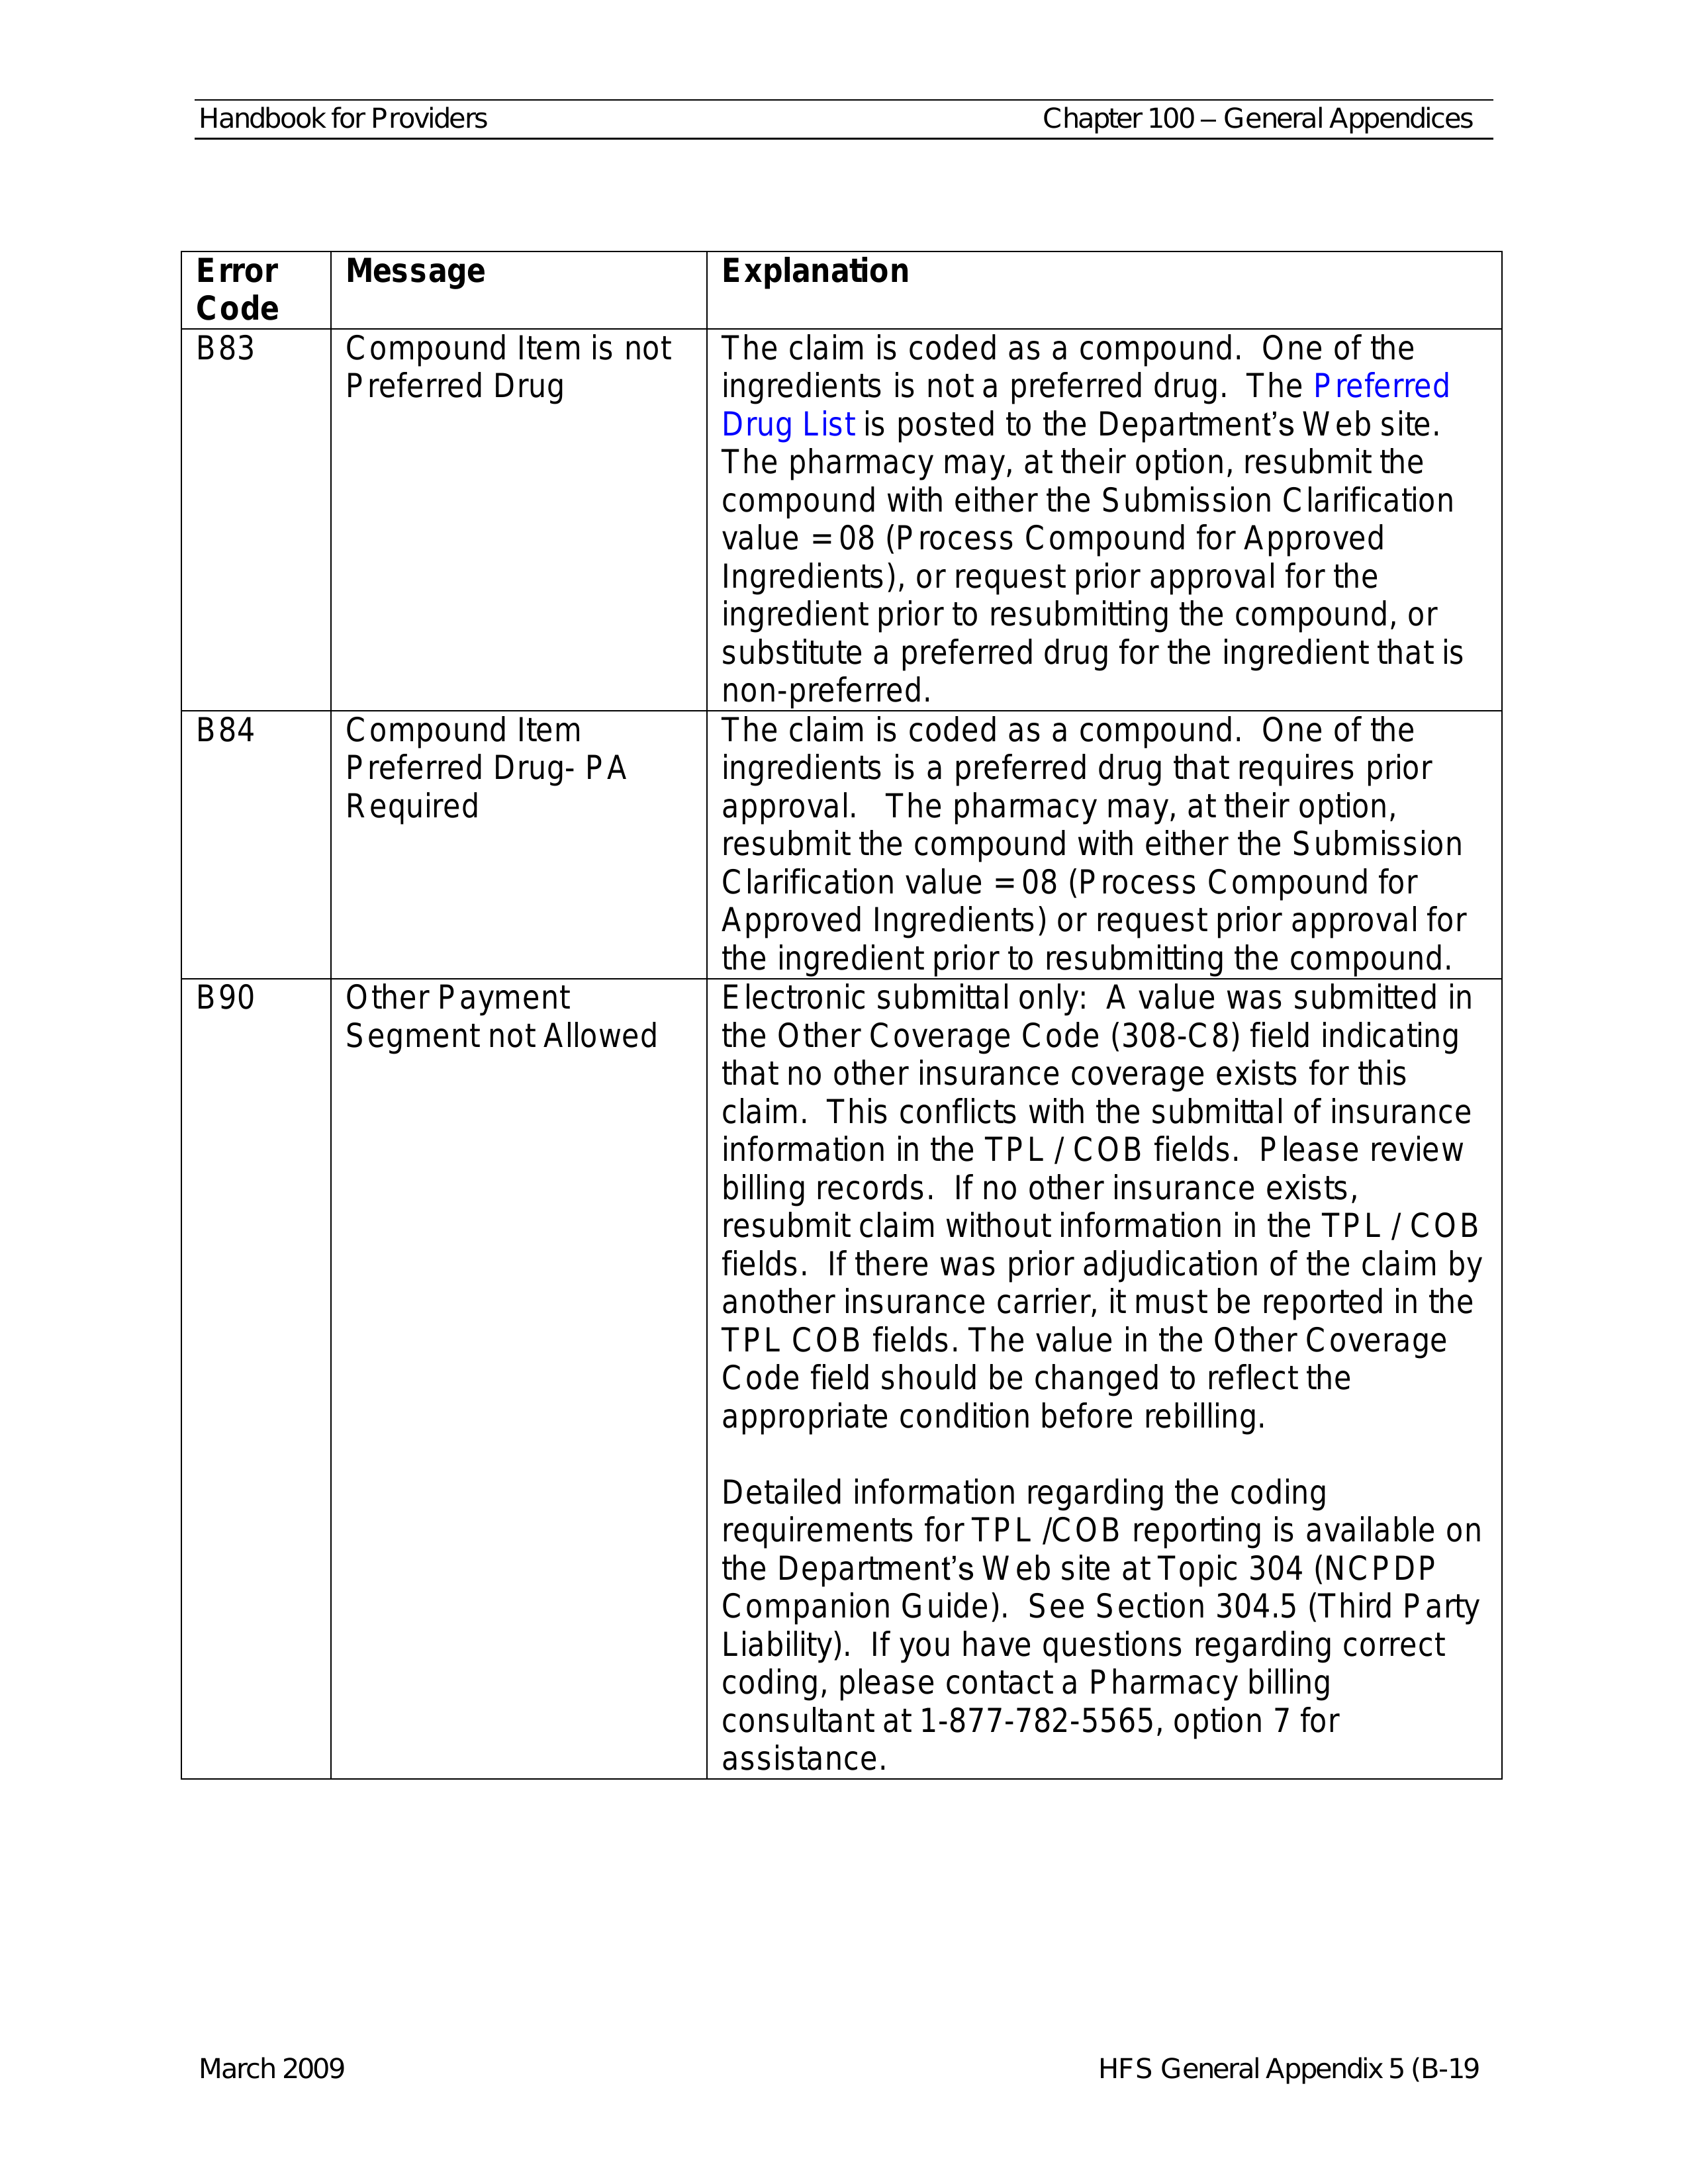 Handbook for Providers
Chapter 100 – General Appendices
Error
Code
Message
Explanation
B83
Compound Item is not
Preferred Drug
The claim is coded as a compound.  One of the
ingredients is not a preferred drug.  The Preferred
Drug List is posted to the Department’s Web site.
The pharmacy may, at their option, resubmit the
compound with either the Submission Clarification
value = 08 (Process Compound for Approved
Ingredients), or request prior approval for the
ingredient prior to resubmitting the compound, or
substitute a preferred drug for the ingredient that is
non-preferred.
B84
Compound Item
Preferred Drug- PA
Required
The claim is coded as a compound.  One of the
ingredients is a preferred drug that requires prior
approval.   The pharmacy may, at their option,
resubmit the compound with either the Submission
Clarification value = 08 (Process Compound for
Approved Ingredients) or request prior approval for
the ingredient prior to resubmitting the compound.
B90
Other Payment
Segment not Allowed
Electronic submittal only:  A value was submitted in
the Other Coverage Code (308-C8) field indicating
that no other insurance coverage exists for this
claim.  This conflicts with the submittal of insurance
information in the TPL / COB fields.  Please review
billing records.  If no other insurance exists,
resubmit claim without information in the TPL / COB
fields.  If there was prior adjudication of the claim by
another insurance carrier, it must be reported in the
TPL COB fields. The value in the Other Coverage
Code field should be changed to reflect the
appropriate condition before rebilling.
Detailed information regarding the coding
requirements for TPL /COB reporting is available on
the Department’s Web site at Topic 304 (NCPDP
Companion Guide).  See Section 304.5 (Third Party
Liability).  If you have questions regarding correct
coding, please contact a Pharmacy billing
consultant at 1-877-782-5565, option 7 for
assistance.
March 2009
HFS General Appendix 5 (B-19